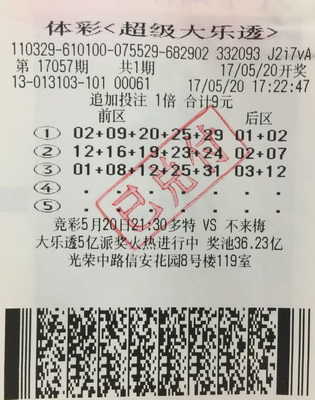 体彩<超级大乐透>
110329-610100-075529-682902 332093 J2i7vA
第 17057期 共1期 17/05/20开奖
13-013103-101 00061 17/05/20 17:22:47
追加投注 1倍 合计9元
前区 后区
① 02+09+20+25+29 01+02
② 12+16+19+23+24 02+07
③ 01+08+12+25+31 03+12
④ - - - - - - -
⑤ - - - - - - -
已兑付
竞彩5月20日21:30多特 VS 不来梅
大乐透5亿派奖火热进行中 奖池36.23亿
光荣中路信安花园8号楼119室